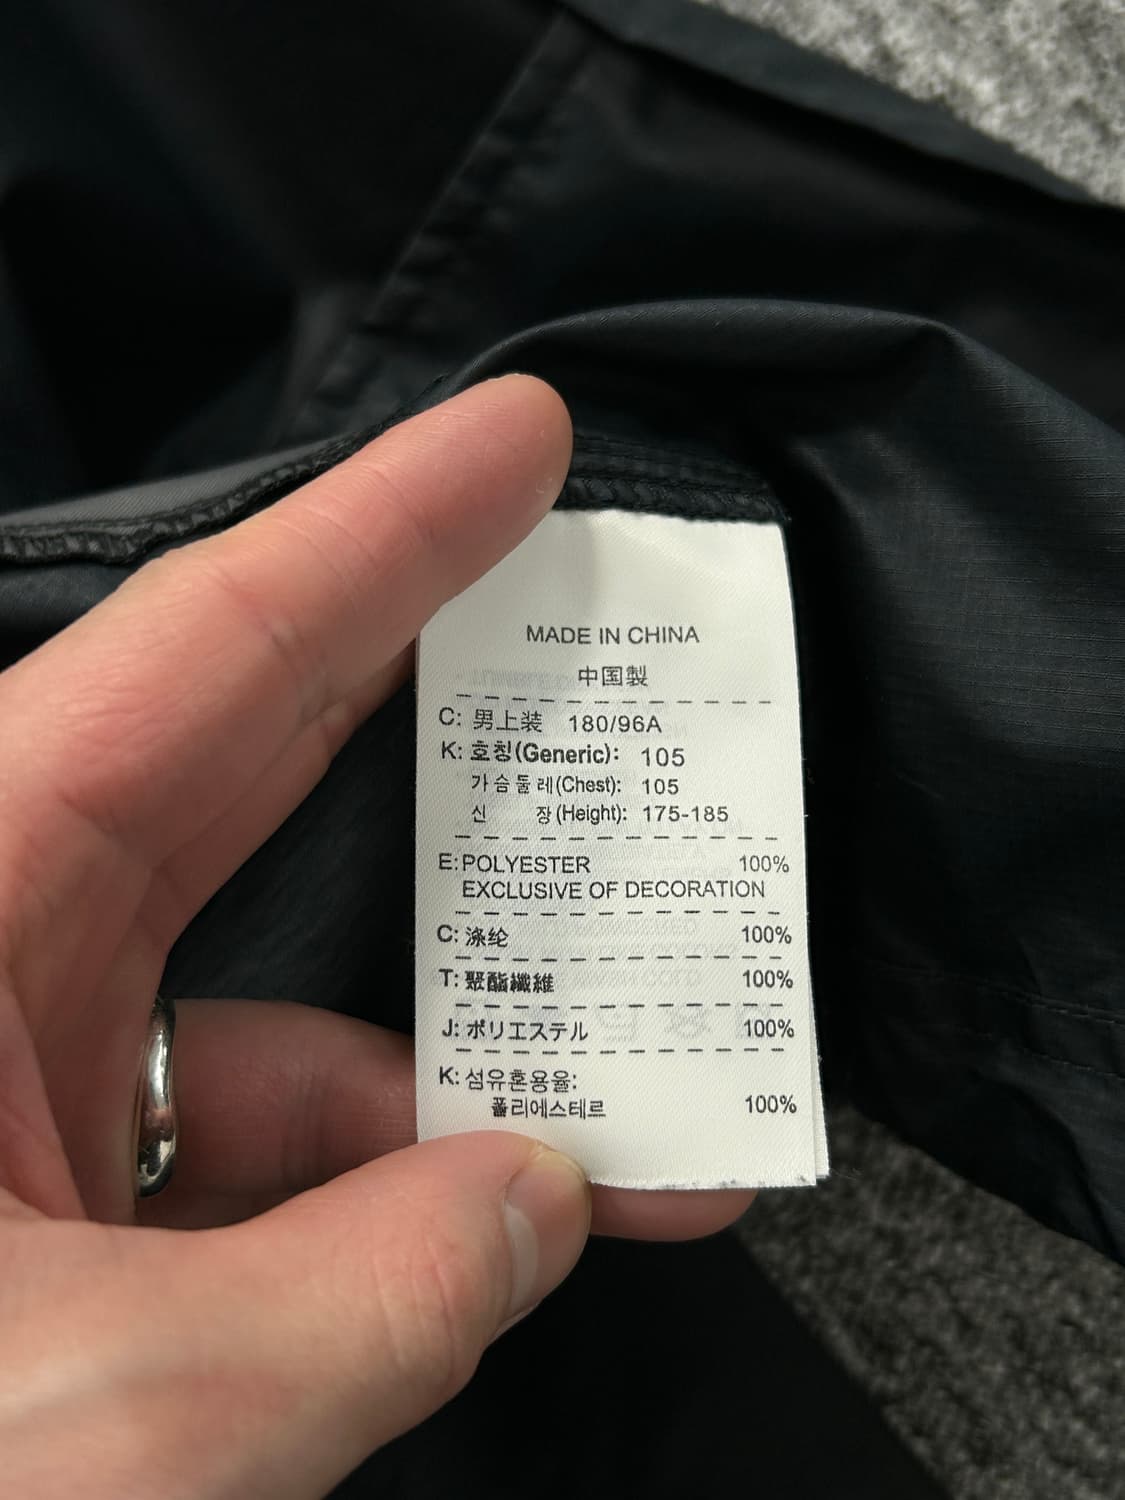 MADE IN CHINA
中国製
C: 男上装 180/96A
K: 호칭(Generic): 105
가슴둘레(Chest): 105
신 장(Height): 175-185
E: POLYESTER 100%
EXCLUSIVE OF DECORATION
C: 涤纶 100%
T: 聚酯纖維 100%
J: ポリエステル 100%
K: 섬유혼용율:
폴리에스테르 100%